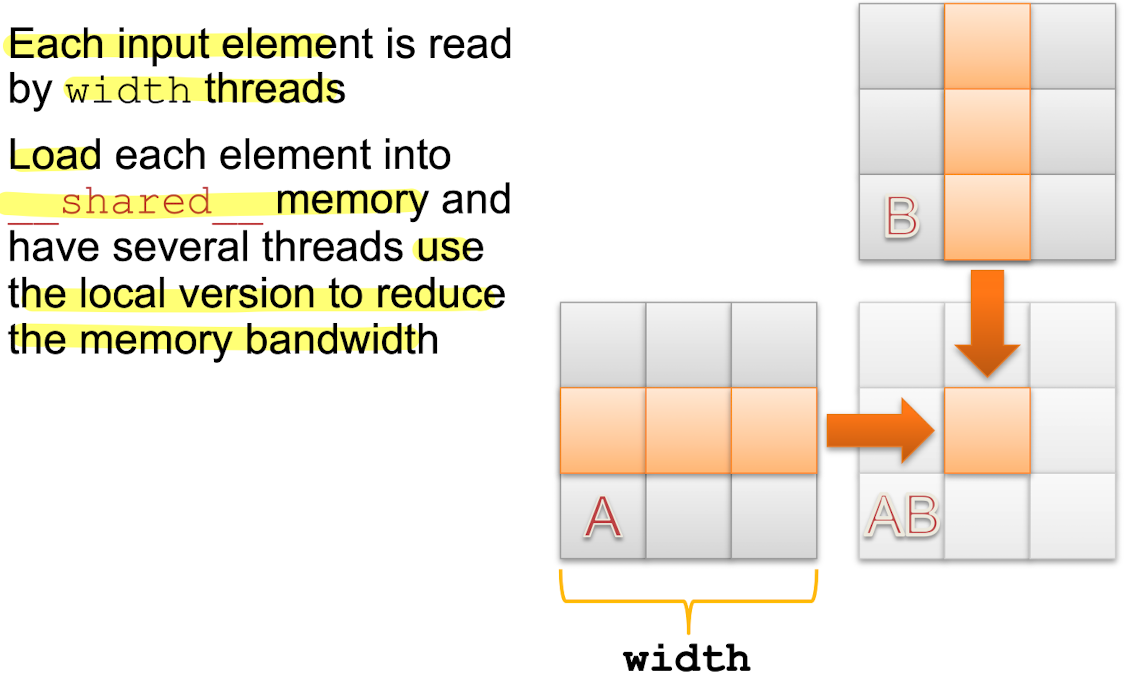 Each input element is read
by width threads
Load each element into
__shared__ memory and
have several threads use
the local version to reduce
the memory bandwidth
B
A
AB
width